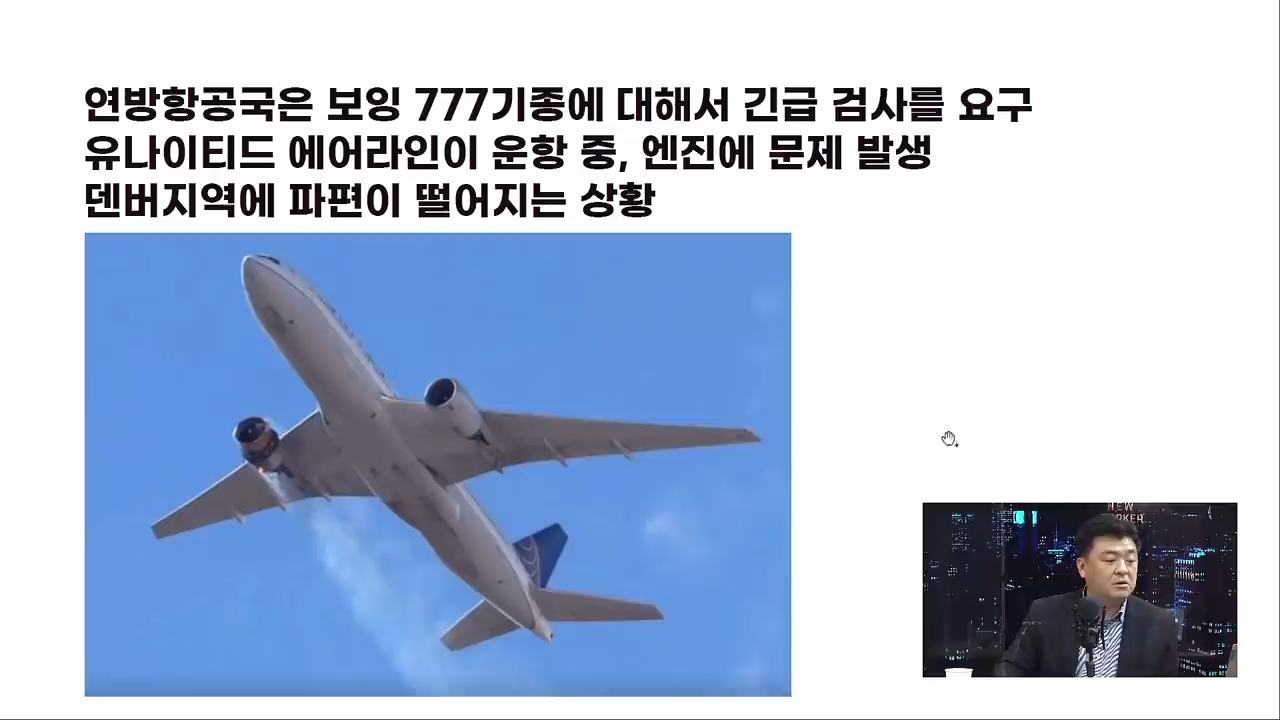 연방항공국은 보잉 777기종에 대해서 긴급 검사를 요구
유나이티드 에어라인이 운항 중, 엔진에 문제 발생
덴버지역에 파편이 떨어지는 상황
NEW